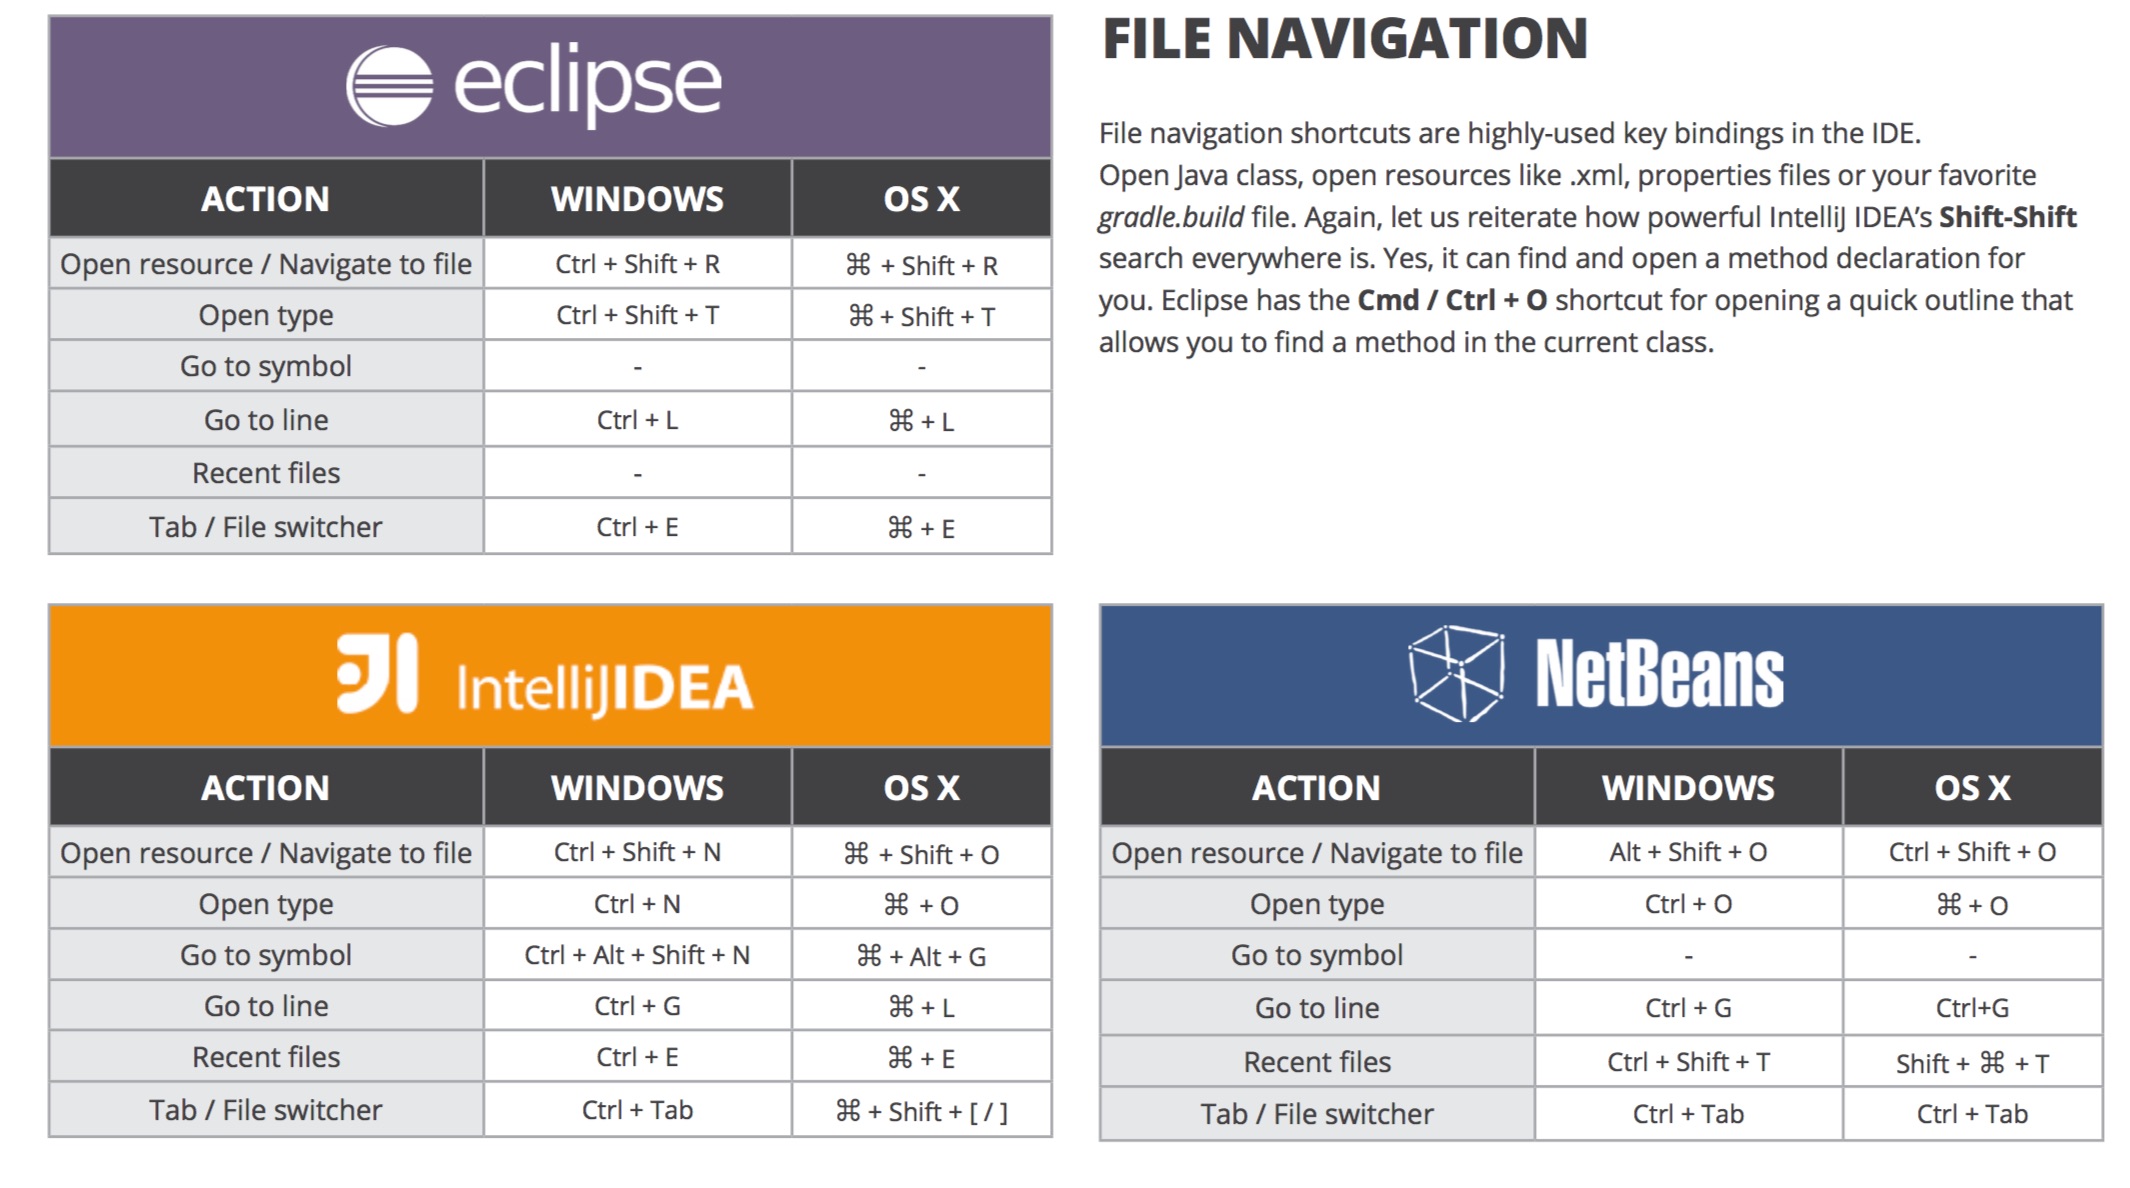 eclipse
ACTION WINDOWS OS X
Open resource / Navigate to file Ctrl + Shift + R ⌘ + Shift + R
Open type Ctrl + Shift + T ⌘ + Shift + T
Go to symbol - -
Go to line Ctrl + L ⌘ + L
Recent files - -
Tab / File switcher Ctrl + E ⌘ + E
FILE NAVIGATION
File navigation shortcuts are highly-used key bindings in the IDE.
Open Java class, open resources like .xml, properties files or your favorite
gradle.build file. Again, let us reiterate how powerful IntelliJ IDEA’s Shift-Shift
search everywhere is. Yes, it can find and open a method declaration for
you. Eclipse has the Cmd / Ctrl + O shortcut for opening a quick outline that
allows you to find a method in the current class.
IntelliJIDEA
ACTION WINDOWS OS X
Open resource / Navigate to file Ctrl + Shift + N ⌘ + Shift + O
Open type Ctrl + N ⌘ + O
Go to symbol Ctrl + Alt + Shift + N ⌘ + Alt + G
Go to line Ctrl + G ⌘ + L
Recent files Ctrl + E ⌘ + E
Tab / File switcher Ctrl + Tab ⌘ + Shift + [ / ]
NetBeans
ACTION WINDOWS OS X
Open resource / Navigate to file Alt + Shift + O Ctrl + Shift + O
Open type Ctrl + O ⌘ + O
Go to symbol - -
Go to line Ctrl + G Ctrl+G
Recent files Ctrl + Shift + T Shift + ⌘ + T
Tab / File switcher Ctrl + Tab Ctrl + Tab